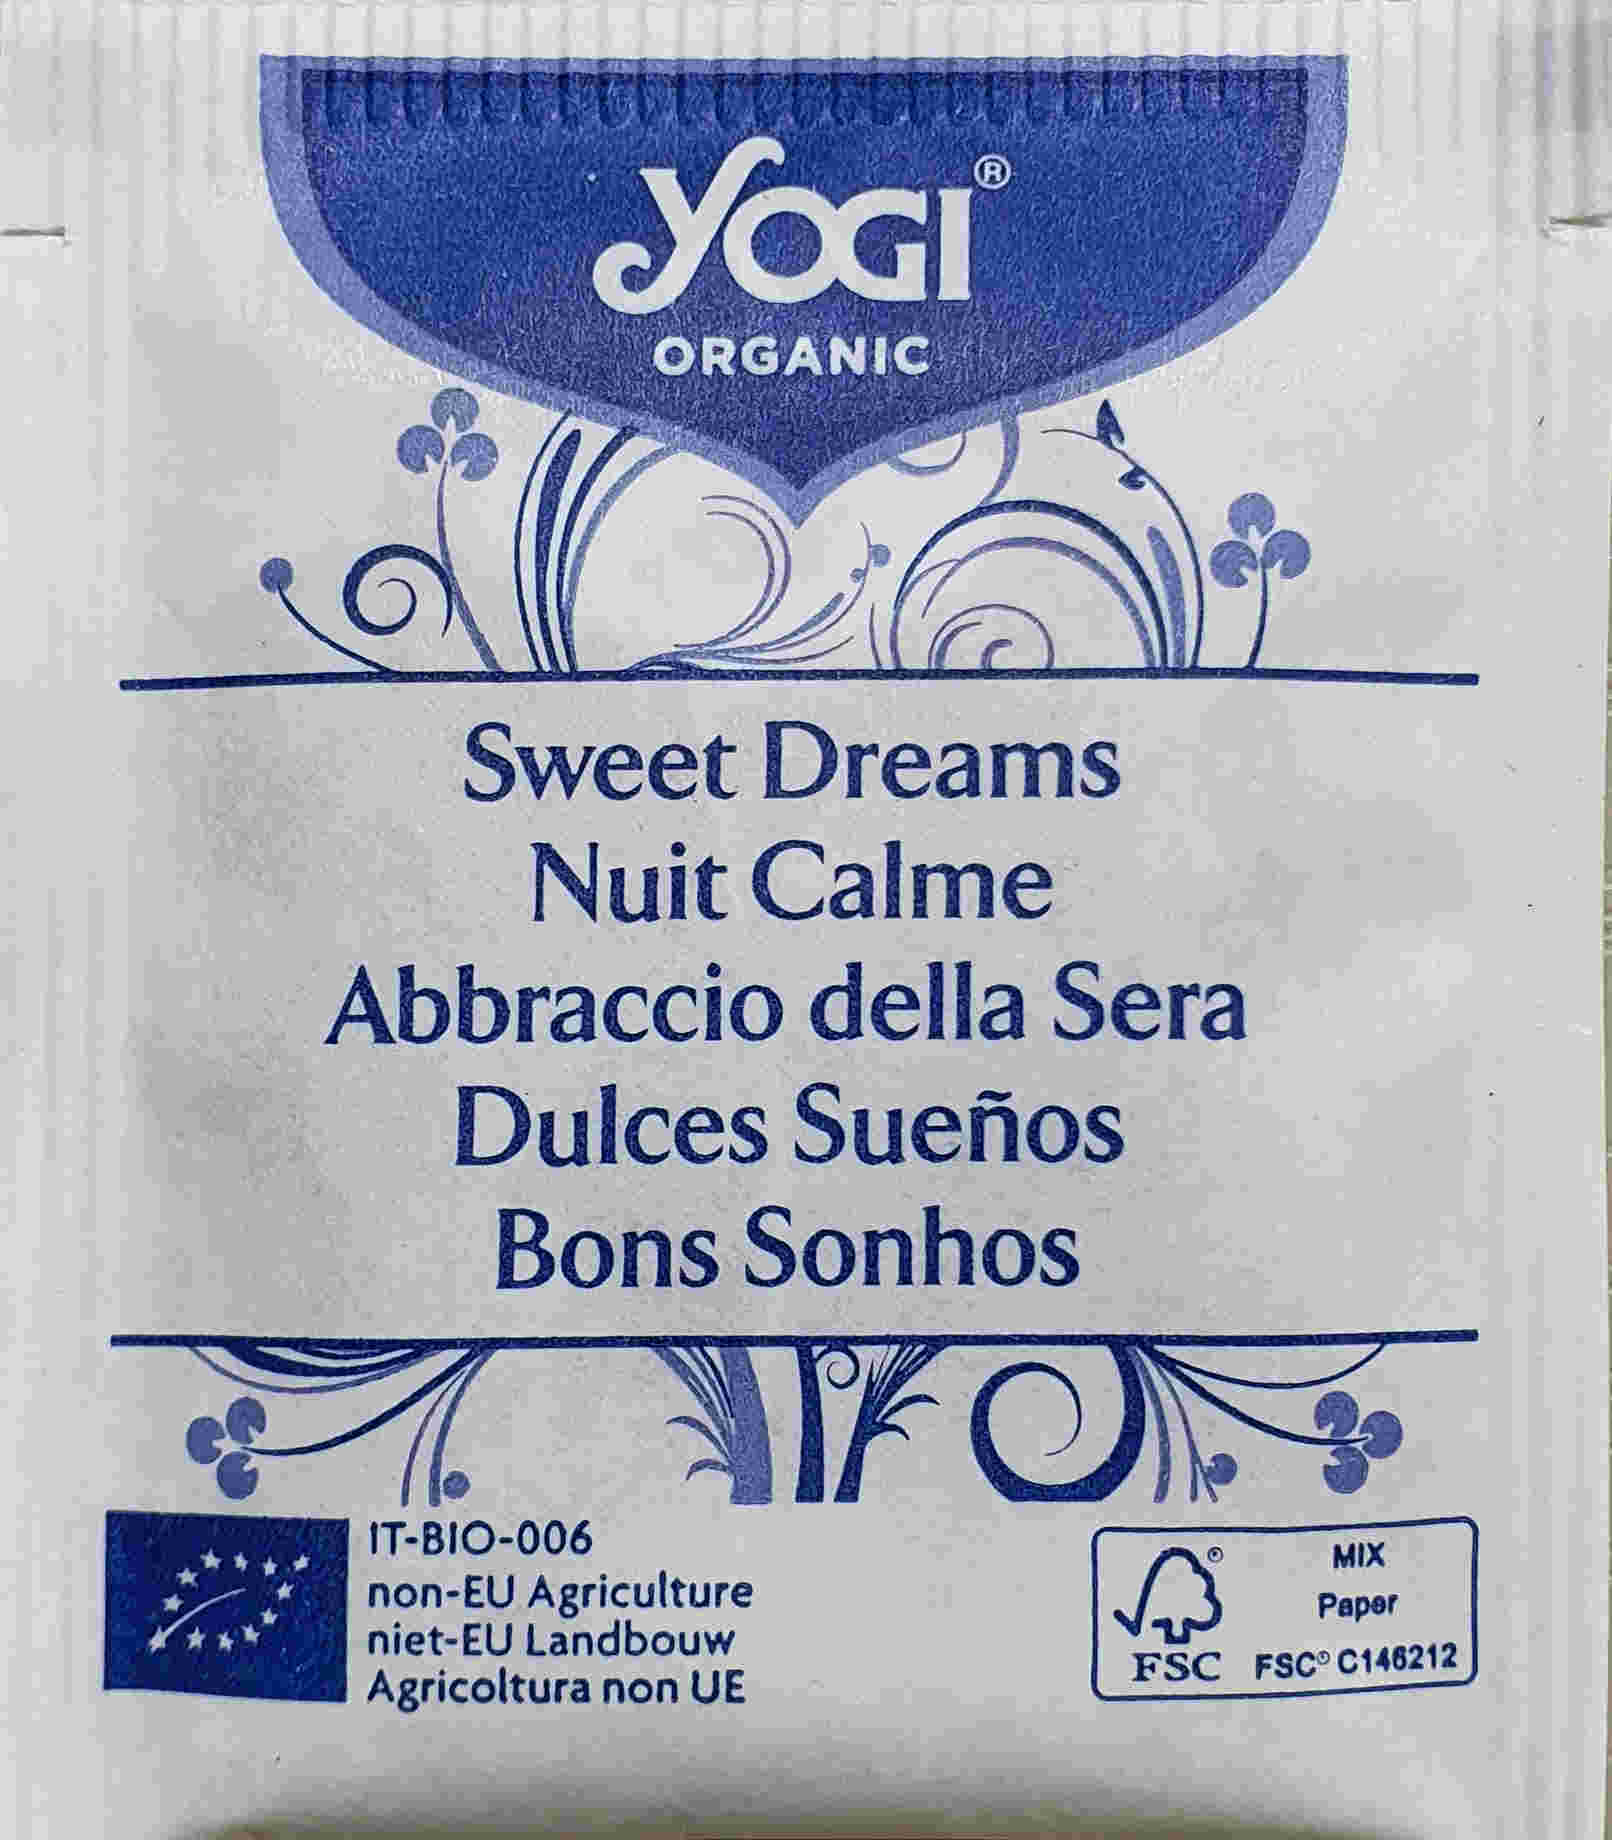 YOGI®
ORGANIC
Sweet Dreams
Nuit Calme
Abbraccio della Sera
Dulces Sueños
Bons Sonhos
IT-BIO-006
non-EU Agriculture
niet-EU Landbouw
Agricoltura non UE
®
FSC
MIX
Paper
FSC® C146212